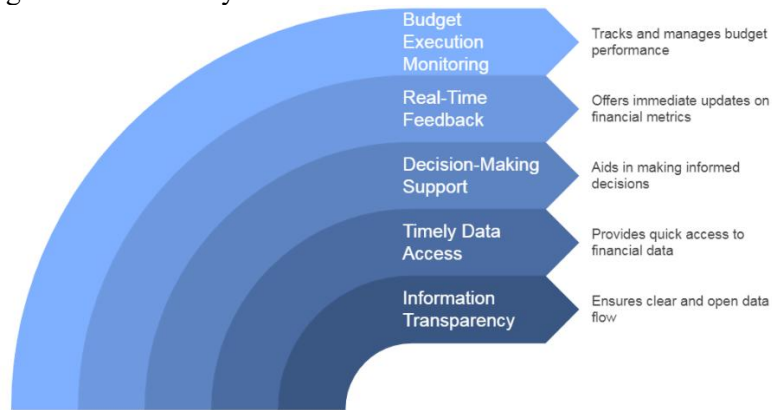 Budget
Execution
Monitoring
Tracks and manages budget
performance
Real-Time
Feedback
Offers immediate updates on
financial metrics
Decision-Making
Support
Aids in making informed
decisions
Timely Data
Access
Provides quick access to
financial data
Information
Transparency
Ensures clear and open data
flow